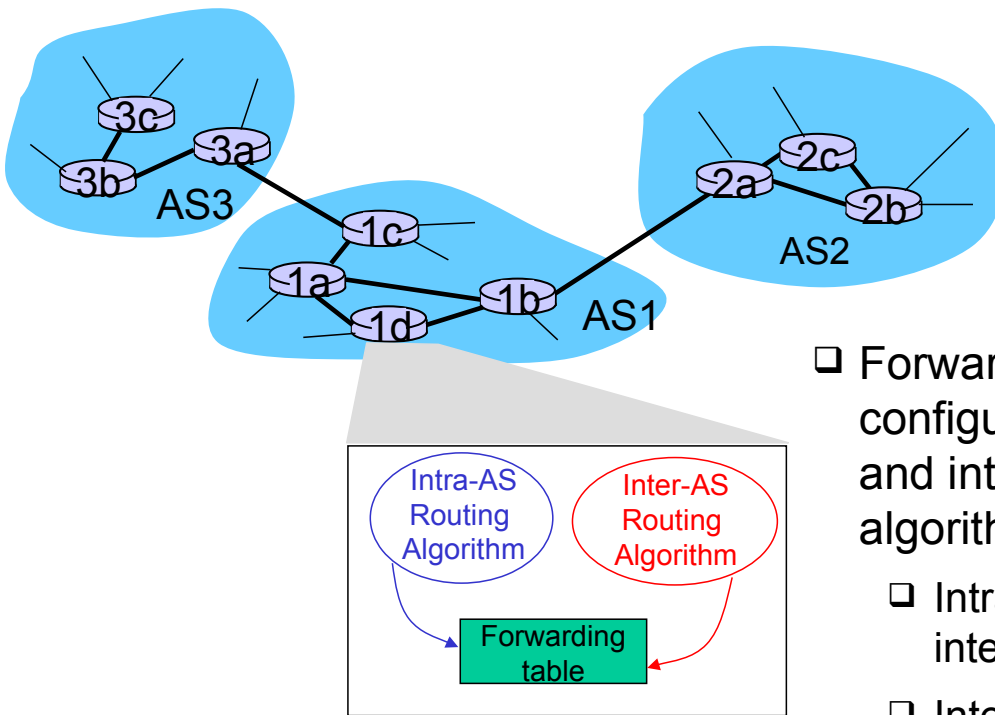 3c
3a
3b
AS3
2c
2a
2b
AS2
1c
1a
1b
1d
AS1
Intra-AS
Routing
Algorithm
Inter-AS
Routing
Algorithm
Forwarding
table
❑ Forwar
configu
and int
algorith
❑ Intr
inte
❑ Inte